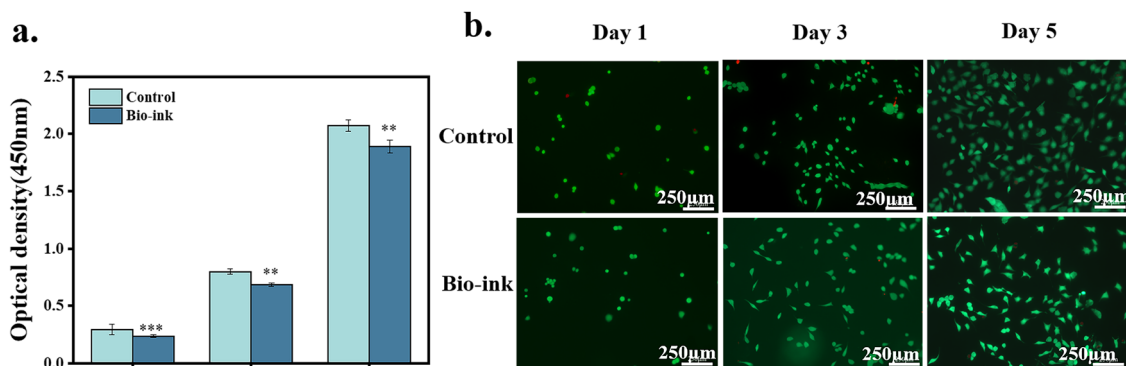 a.
Optical density(450nm)
2.5
2.0
1.5
1.0
0.5
0.0
Control
Bio-ink
***
**
**
b.
Day 1
Day 3
Day 5
Control
250μm
250μm
250μm
Bio-ink
250μm
250μm
250μm